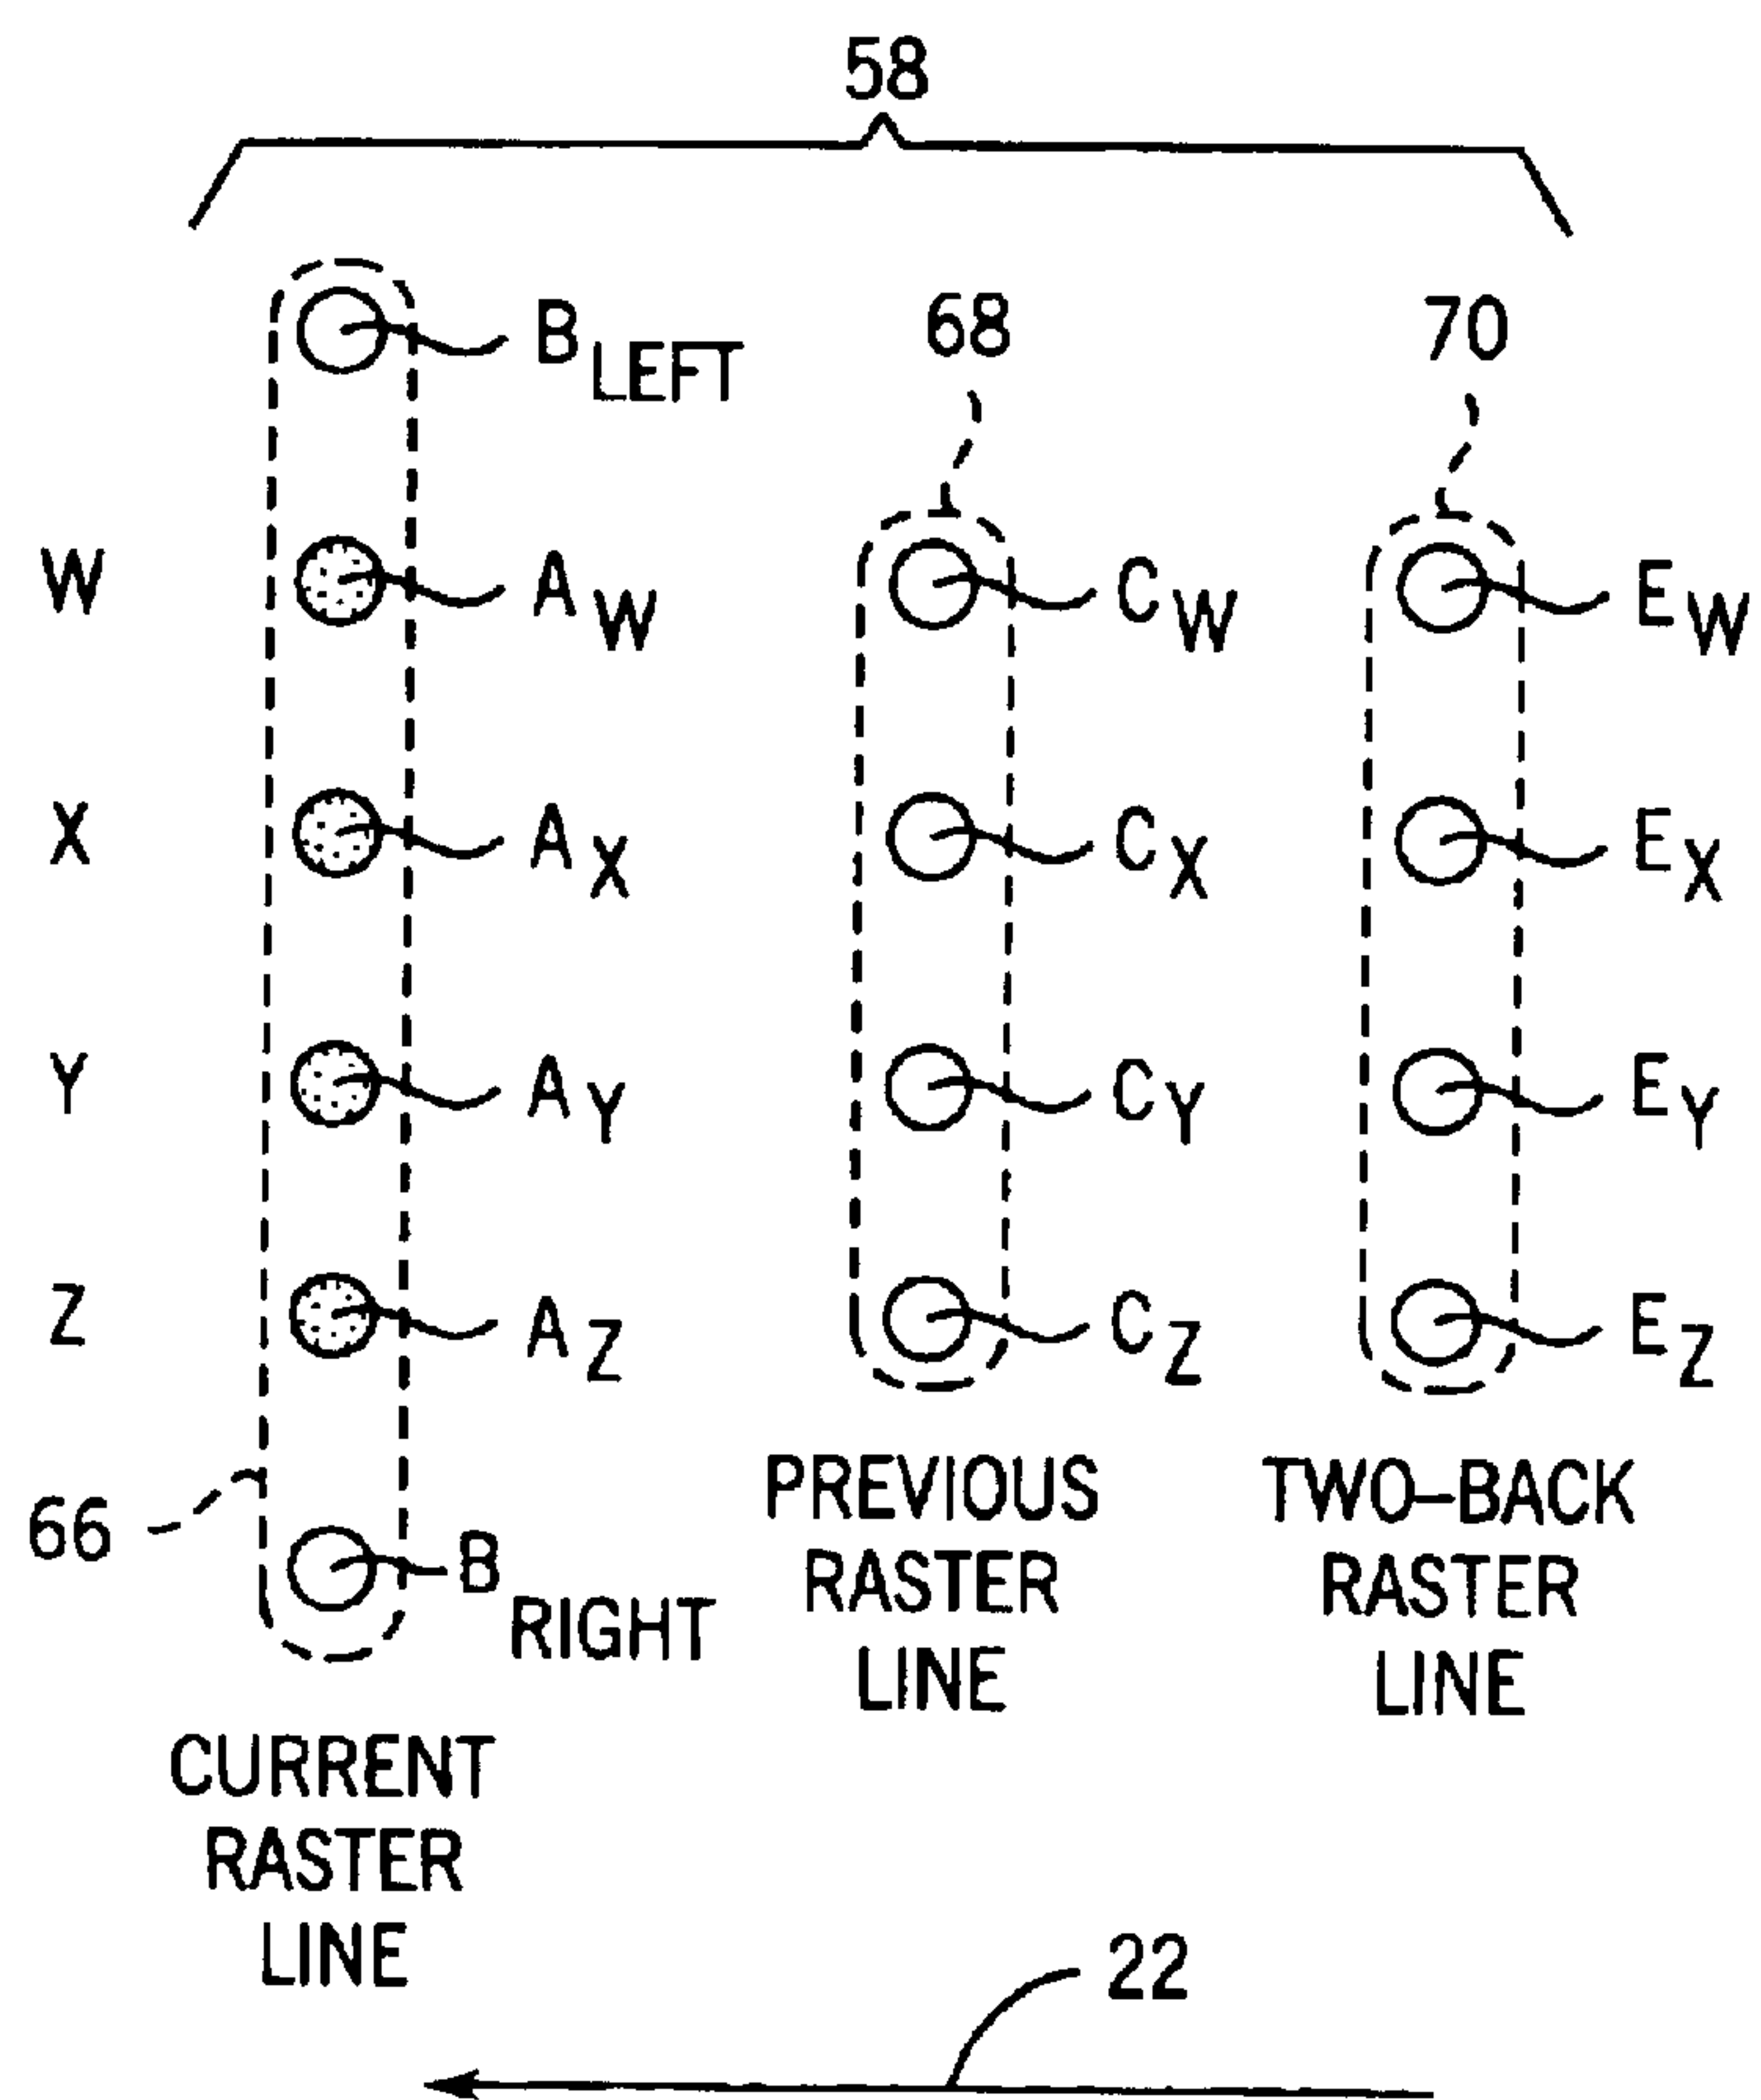 58
B LEFT
68
70
W
A W
C W
E W
X
A X
C X
E X
Y
A Y
C Y
E Y
Z
A Z
C Z
E Z
66
B RIGHT
PREVIOUS
RASTER
LINE
TWO-BACK
RASTER
LINE
CURRENT
RASTER
LINE
22